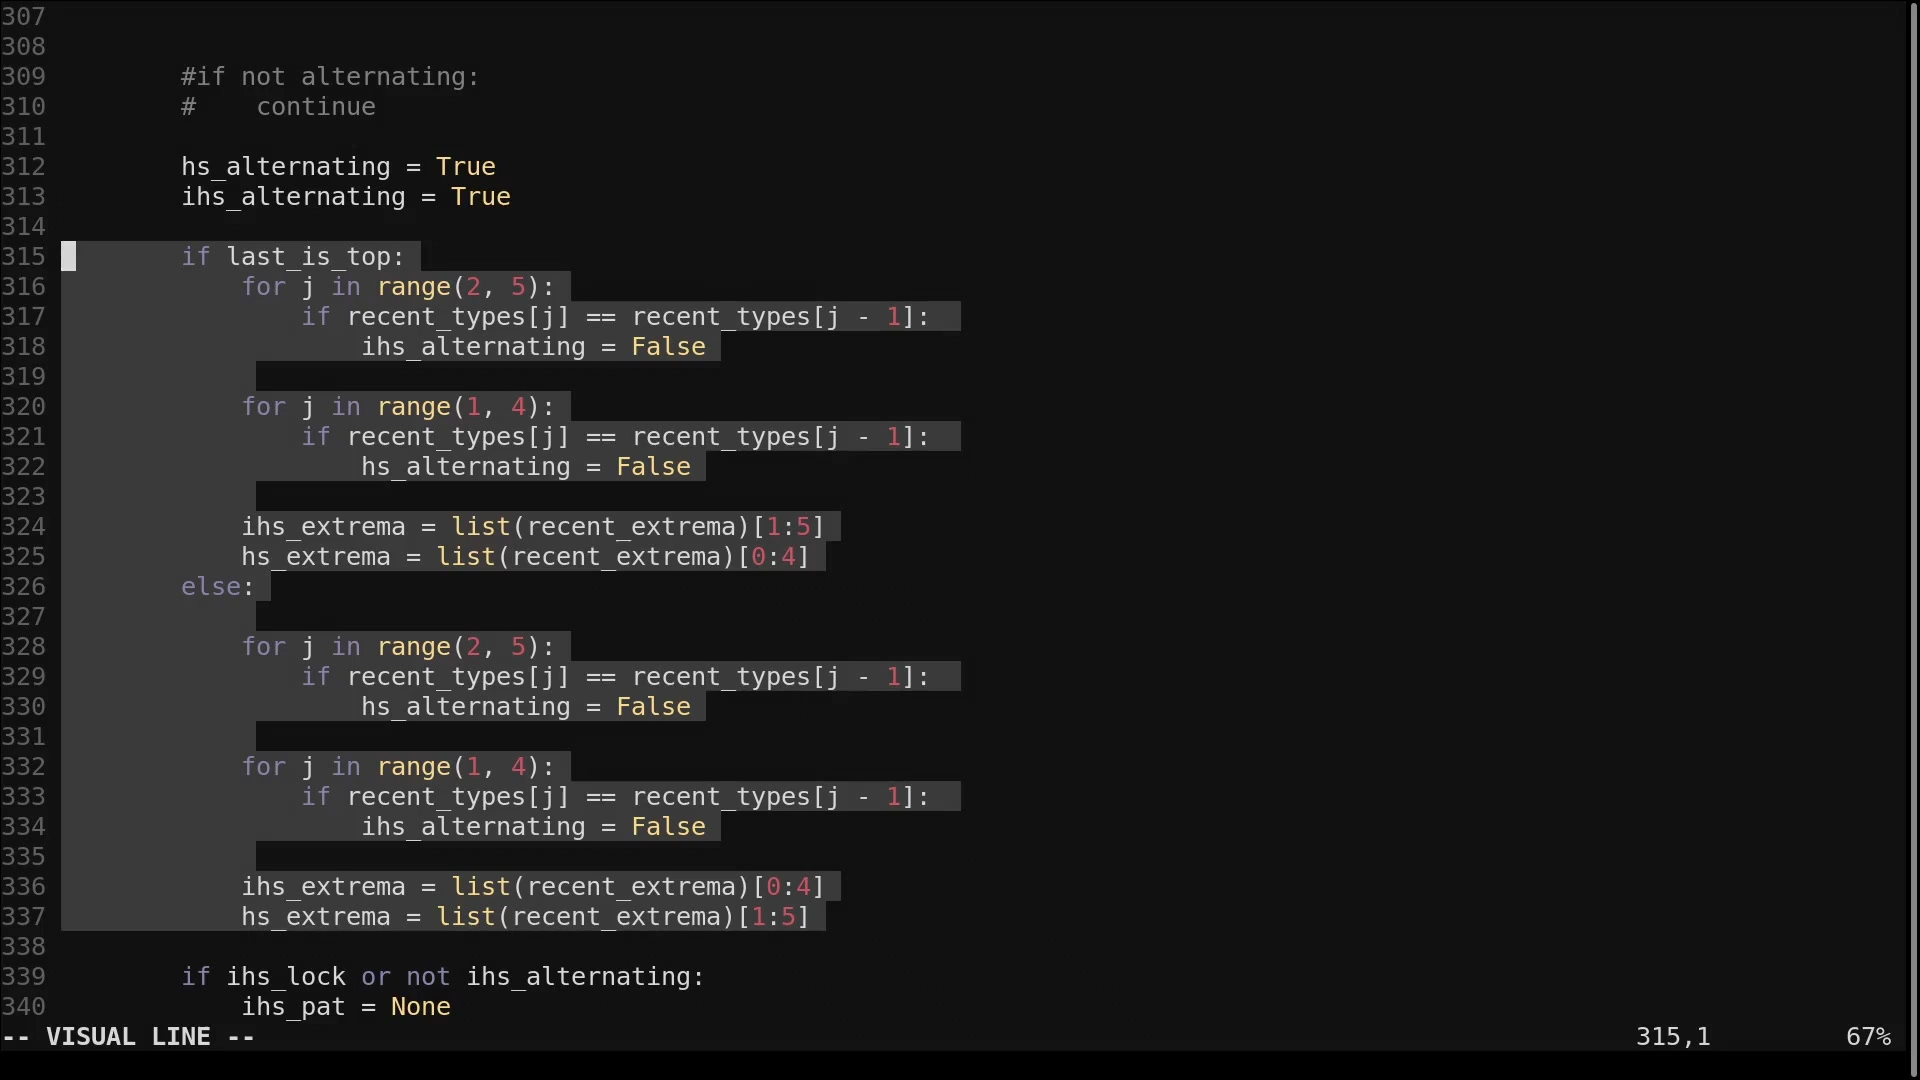 307
308
309         #if not alternating:
310         #    continue
311
312         hs_alternating = True
313         ihs_alternating = True
314
315         if last_is_top:
316             for j in range(2, 5):
317                 if recent_types[j] == recent_types[j - 1]:
318                     ihs_alternating = False
319
320             for j in range(1, 4):
321                 if recent_types[j] == recent_types[j - 1]:
322                     hs_alternating = False
323
324             ihs_extrema = list(recent_extrema)[1:5]
325             hs_extrema = list(recent_extrema)[0:4]
326         else:
327
328             for j in range(2, 5):
329                 if recent_types[j] == recent_types[j - 1]:
330                     hs_alternating = False
331
332             for j in range(1, 4):
333                 if recent_types[j] == recent_types[j - 1]:
334                     ihs_alternating = False
335
336             ihs_extrema = list(recent_extrema)[0:4]
337             hs_extrema = list(recent_extrema)[1:5]
338
339         if ihs_lock or not ihs_alternating:
340             ihs_pat = None
-- VISUAL LINE -- 315,1 67%